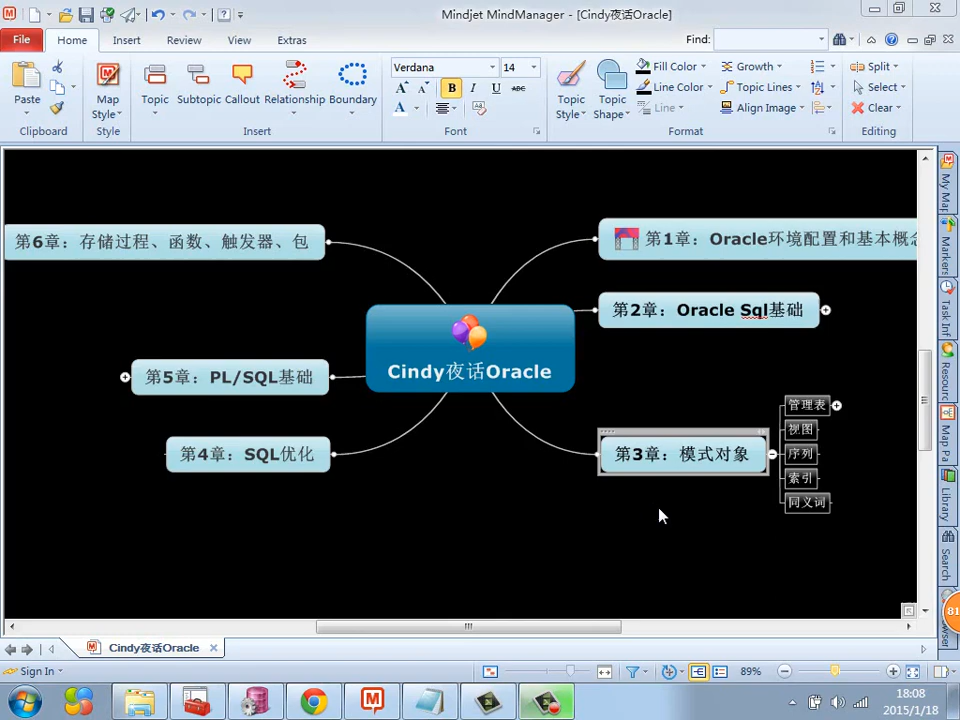 Mindjet MindManager - [Cindy夜话Oracle]
File
Home
Insert
Review
View
Extras
Find:
Paste
Map Style
Topic
Subtopic
Callout
Relationship
Boundary
Verdana
14
B I U ABC
A
Topic Style
Topic Shape
Fill Color
Line Color
Line
Growth
Topic Lines
Align Image
Split
Select
Clear
Clipboard
Style
Insert
Font
Format
Editing
第6章：存储过程、函数、触发器、包
第1章：Oracle环境配置和基本概念
第2章：Oracle Sql基础
Cindy夜话Oracle
第5章：PL/SQL基础
第4章：SQL优化
第3章：模式对象
管理表
视图
序列
索引
同义词
My Map
Markers
Task Inf
Resourc
Map Pa
Library
Search
81
Cindy夜话Oracle
Sign In
89%
18:08
2015/1/18